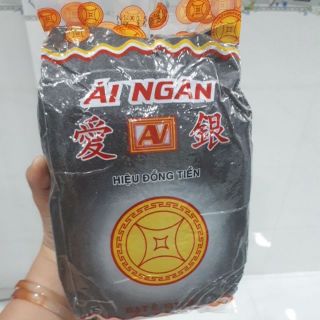 ÁI NGÂN
愛 AN 銀
HIỆU ĐỒNG TIỀN